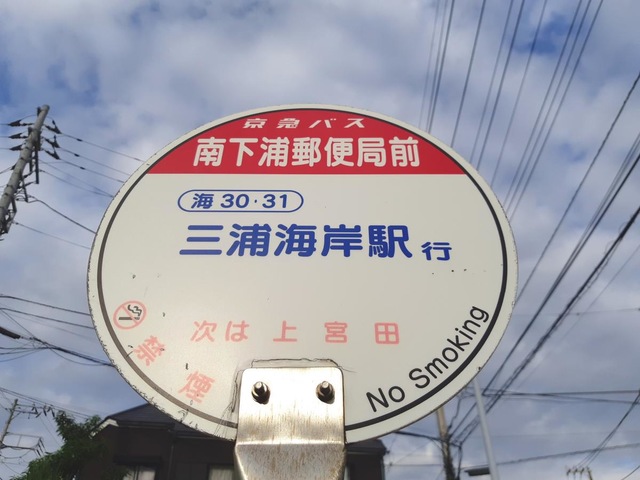 京急バス
南下浦郵便局前
海30・31
三浦海岸駅 行
次は 上宮田
禁煙
No Smoking